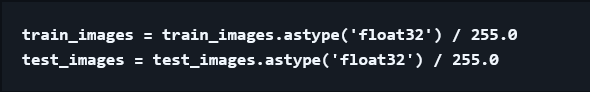 train_images = train_images.astype('float32') / 255.0
test_images = test_images.astype('float32') / 255.0